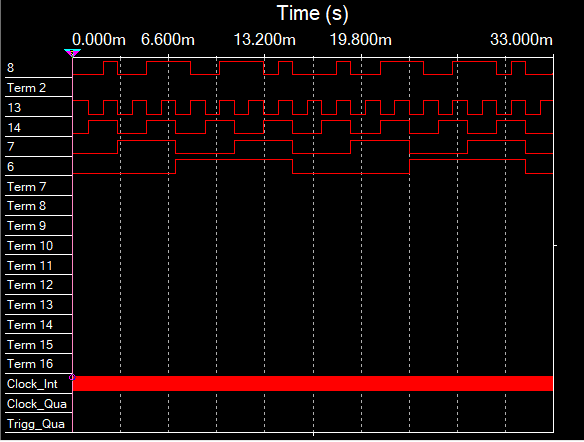 Time (s)
0.000m 6.600m 13.200m 19.800m 33.000m
8
Term 2
13
14
7
6
Term 7
Term 8
Term 9
Term 10
Term 11
Term 12
Term 13
Term 14
Term 15
Term 16
Clock_Int
Clock_Qua
Trigg_Qua